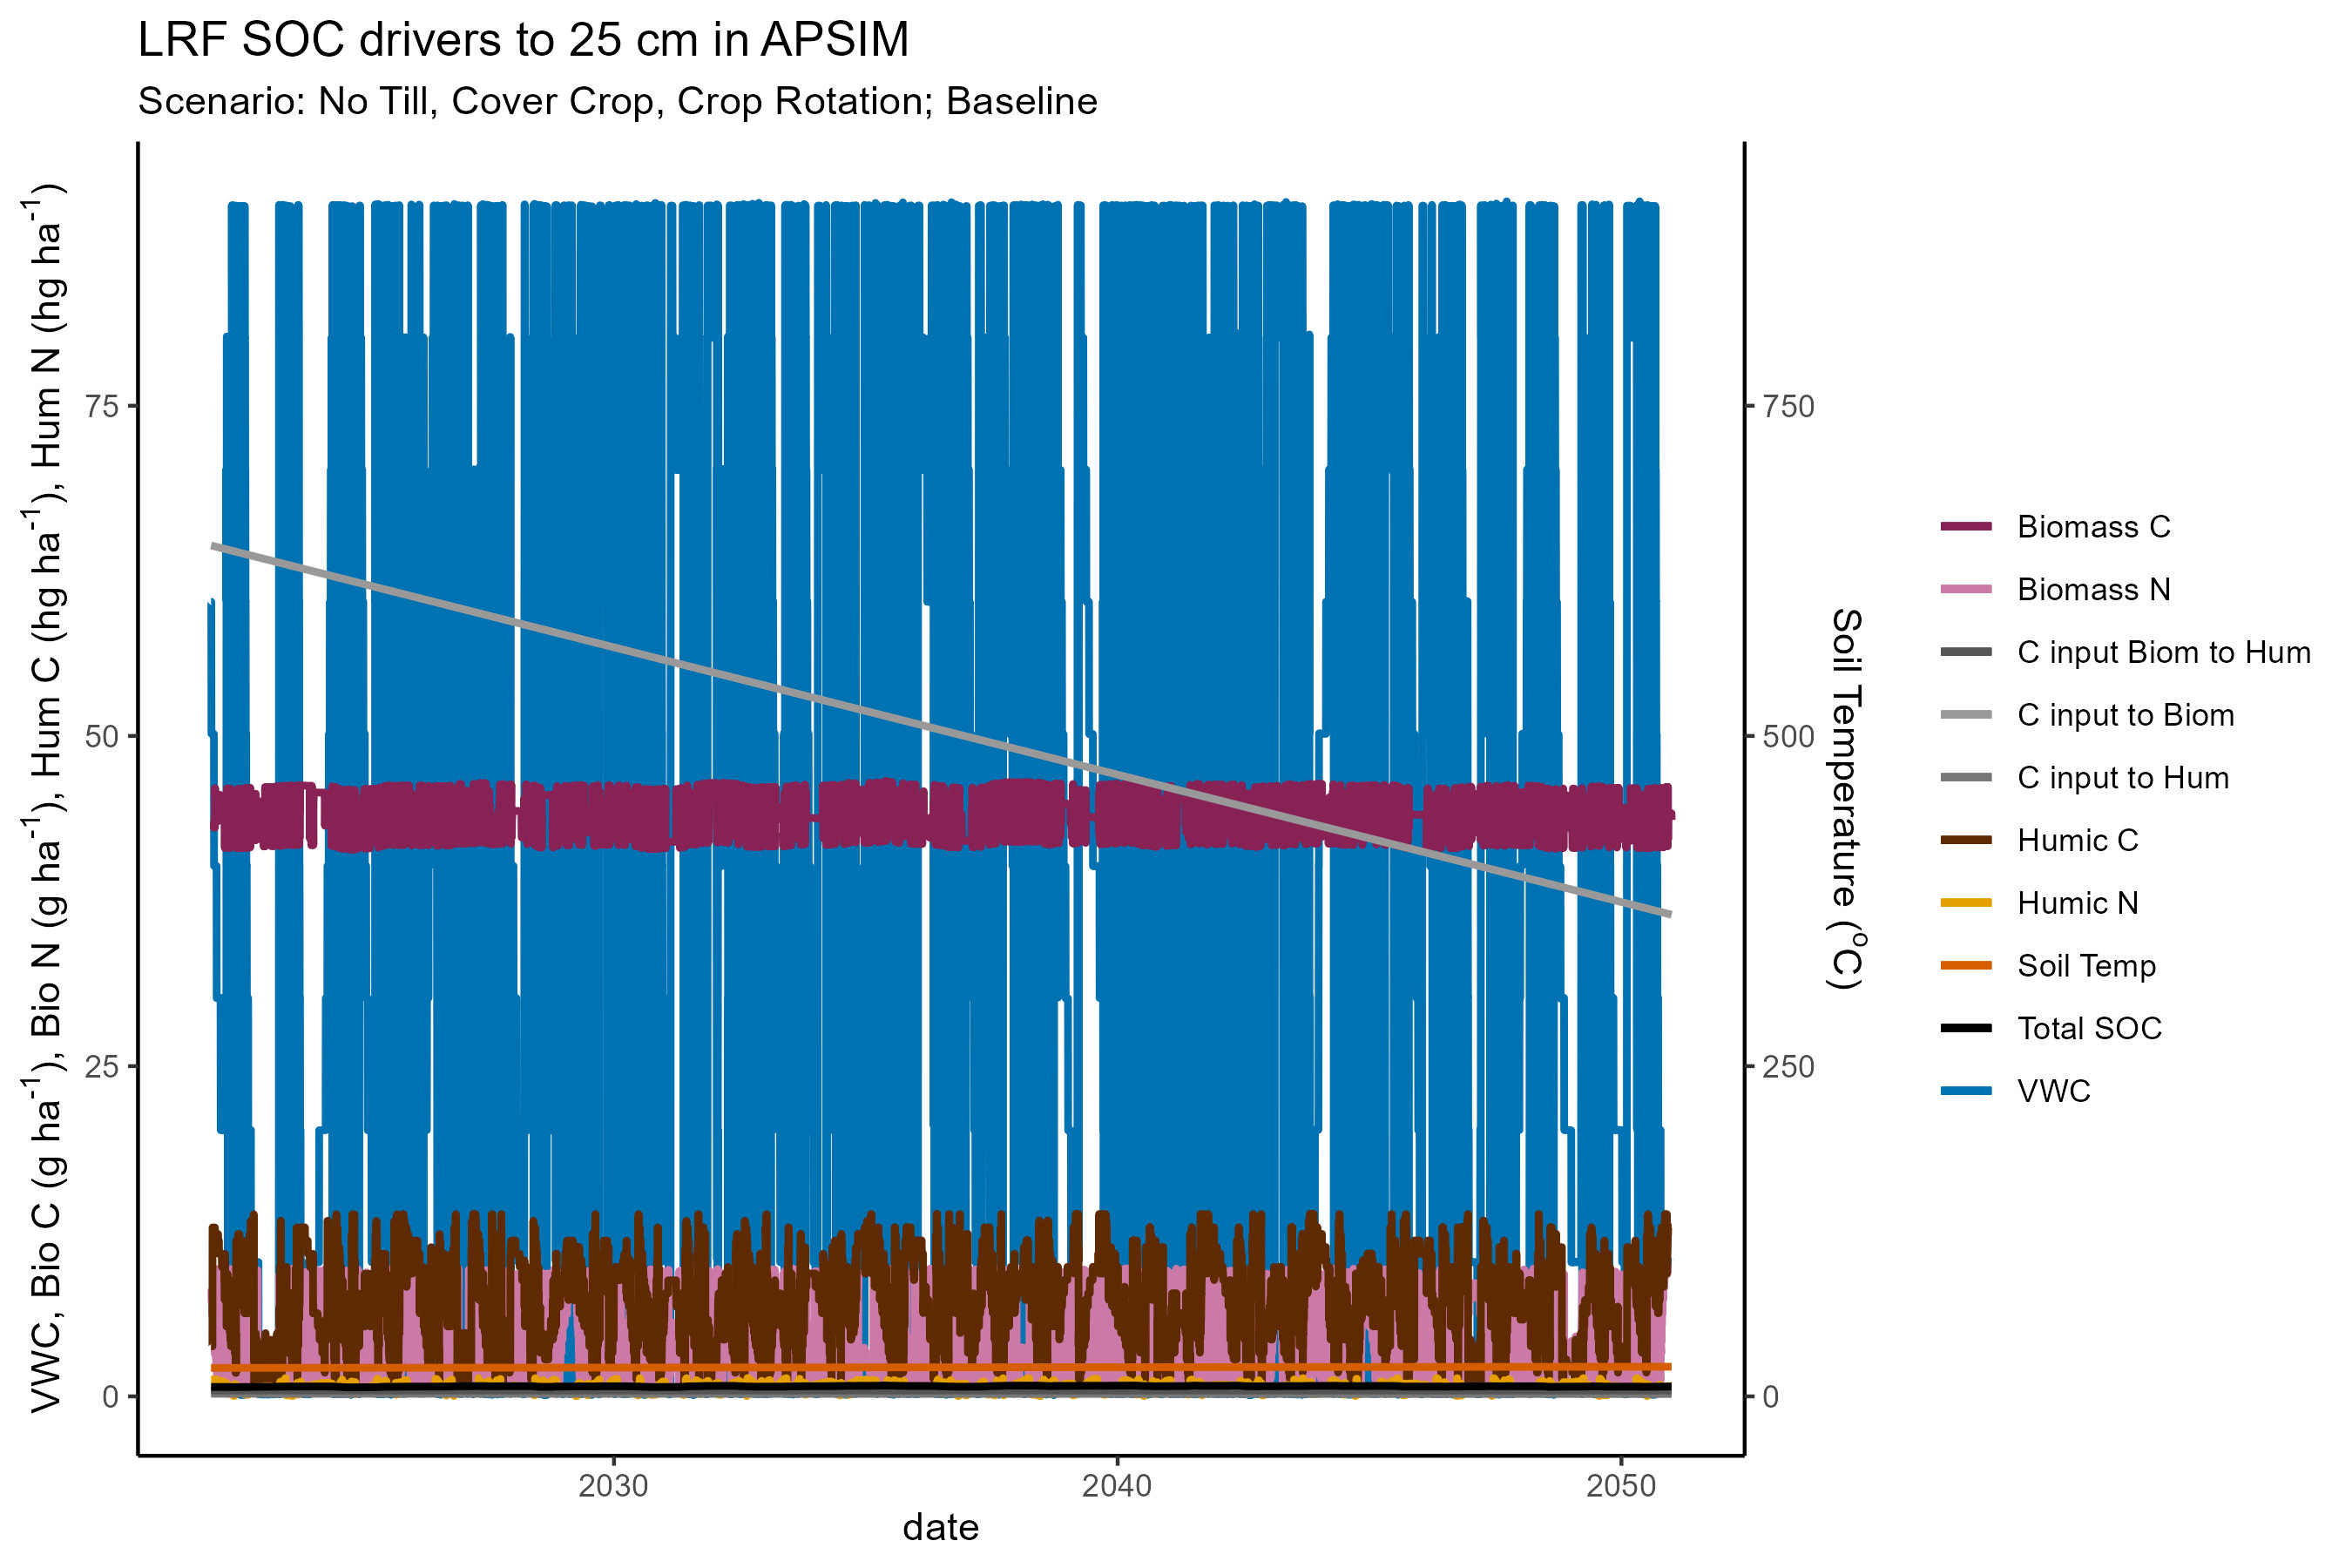 LRF SOC drivers to 25 cm in APSIM
Scenario: No Till, Cover Crop, Crop Rotation; Baseline
VWC, Bio C (g ha⁻¹), Bio N (g ha⁻¹), Hum C (hg ha⁻¹), Hum N (hg ha⁻¹)
75
50
25
0
750
500
250
0
Soil Temperature (ᵒC)
2030
2040
2050
date
Biomass C
Biomass N
C input Biom to Hum
C input to Biom
C input to Hum
Humic C
Humic N
Soil Temp
Total SOC
VWC